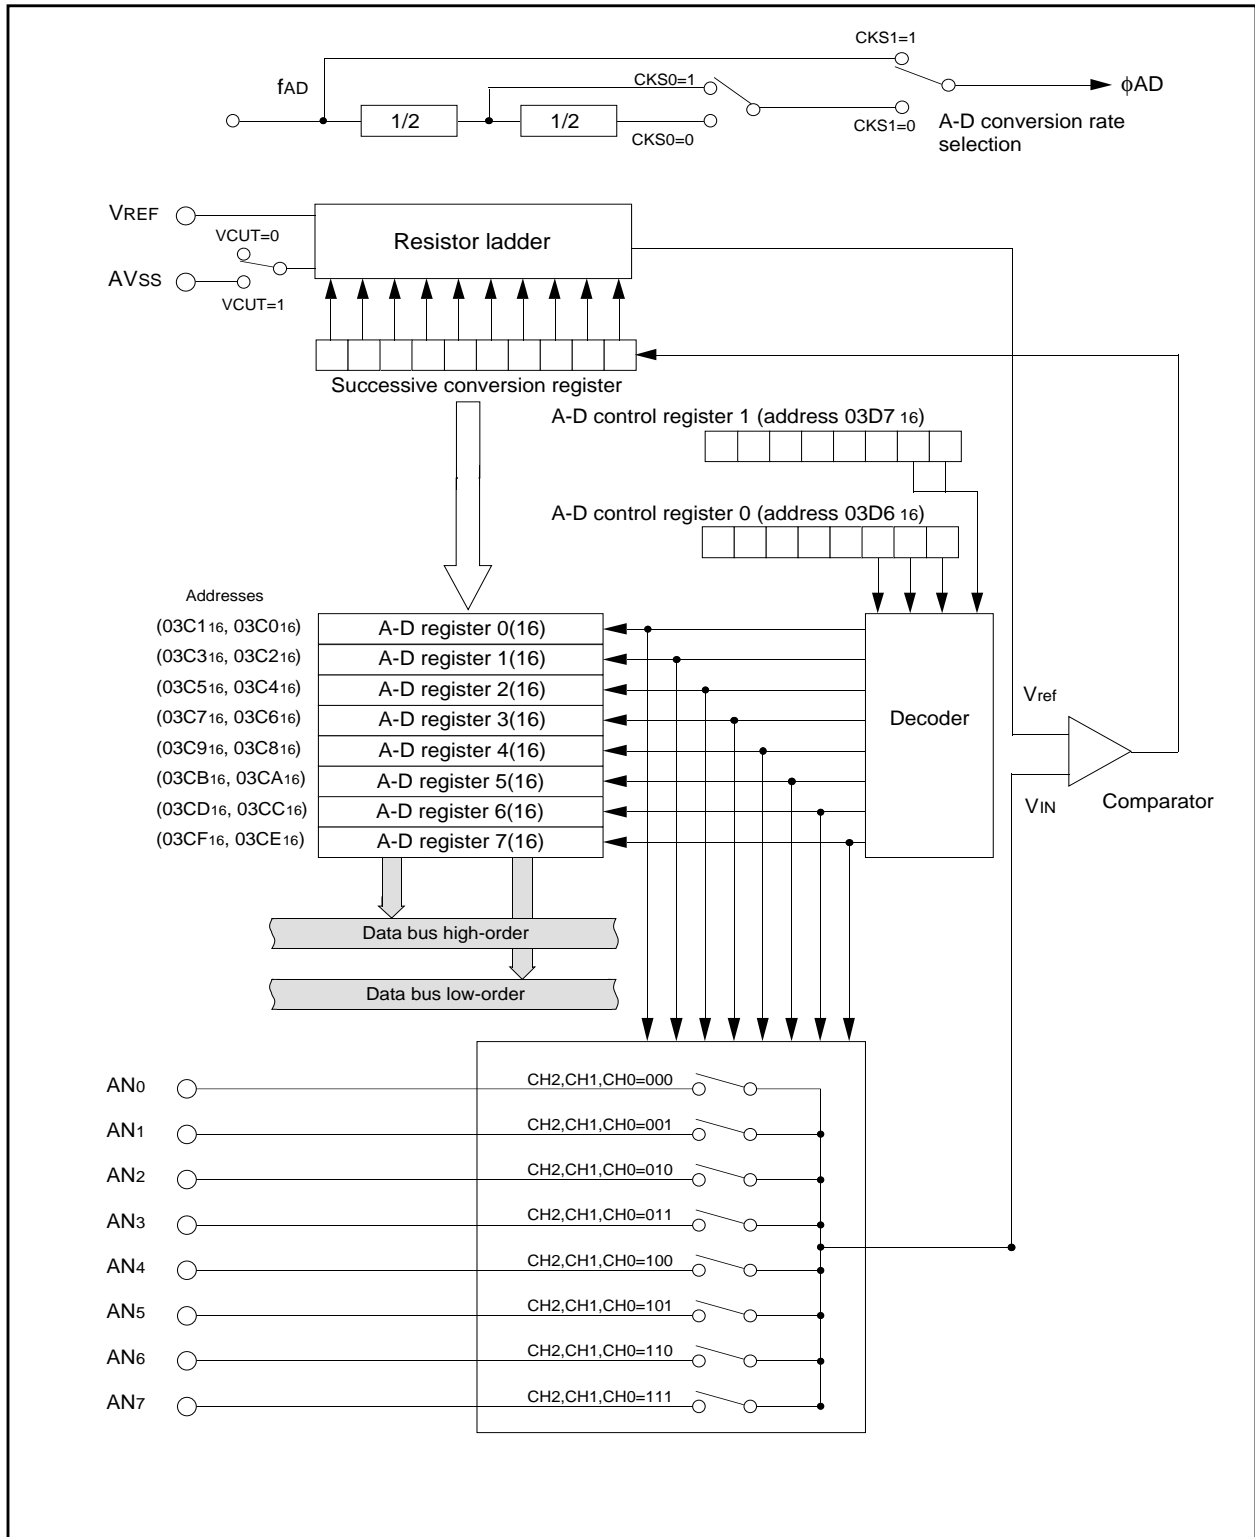 CKS1=1
fAD
CKS0=1
φAD
1/2
1/2
CKS0=0
CKS1=0
A-D conversion rate
selection
VREF
VCUT=0
Resistor ladder
AVSS
VCUT=1
Successive conversion register
A-D control register 1 (address 03D7 16)
A-D control register 0 (address 03D6 16)
Addresses
(03C116, 03C016)
A-D register 0(16)
(03C316, 03C216)
A-D register 1(16)
(03C516, 03C416)
A-D register 2(16)
(03C716, 03C616)
A-D register 3(16)
(03C916, 03C816)
A-D register 4(16)
(03CB16, 03CA16)
A-D register 5(16)
(03CD16, 03CC16)
A-D register 6(16)
(03CF16, 03CE16)
A-D register 7(16)
Decoder
Vref
VIN
Comparator
Data bus high-order
Data bus low-order
AN0
CH2,CH1,CH0=000
AN1
CH2,CH1,CH0=001
AN2
CH2,CH1,CH0=010
AN3
CH2,CH1,CH0=011
AN4
CH2,CH1,CH0=100
AN5
CH2,CH1,CH0=101
AN6
CH2,CH1,CH0=110
AN7
CH2,CH1,CH0=111